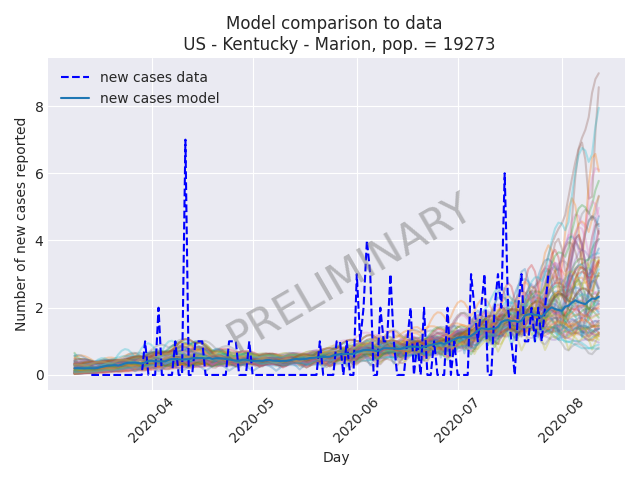 Model comparison to data
US - Kentucky - Marion, pop. = 19273
new cases data
new cases model
PRELIMINARY
Number of new cases reported
8
6
4
2
0
2020-04
2020-05
2020-06
2020-07
2020-08
Day